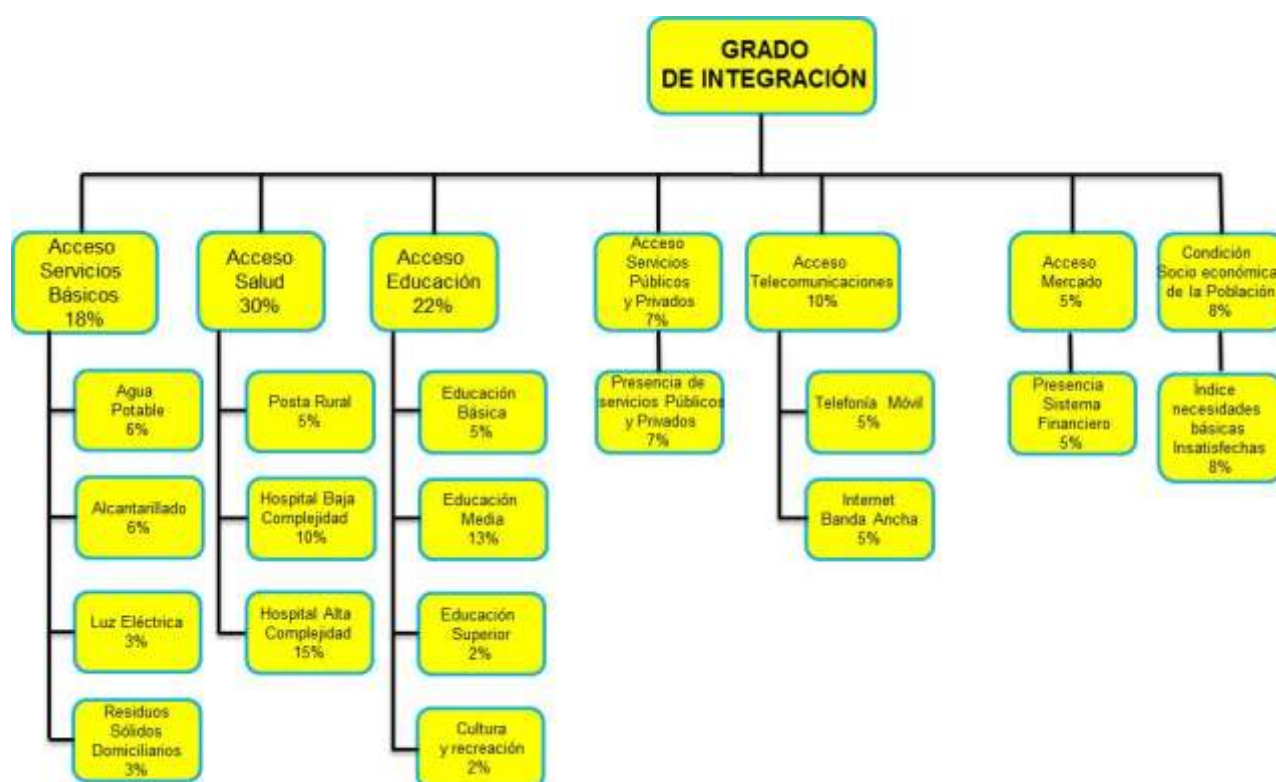 GRADO
DE INTEGRACIÓN
Acceso
Servicios
Básicos
18%
Acceso
Salud
30%
Acceso
Educación
22%
Acceso
Servicios
Públicos
y Privados
7%
Acceso
Telecomunicaciones
10%
Acceso
Mercado
5%
Condición
Socio económica
de la Población
8%
Agua
Potable
6%
Alcantarillado
6%
Luz Eléctrica
3%
Residuos
Sólidos
Domiciliarios
3%
Posta Rural
5%
Hospital Baja
Complejidad
10%
Hospital Alta
Complejidad
15%
Educación
Básica
5%
Educación
Media
13%
Educación
Superior
2%
Cultura
y recreación
2%
Presencia de
servicios Públicos
y Privados
7%
Telefonía Móvil
5%
Internet
Banda Ancha
5%
Presencia
Sistema
Financiero
5%
Índice
necesidades
básicas
Insatisfechas
8%